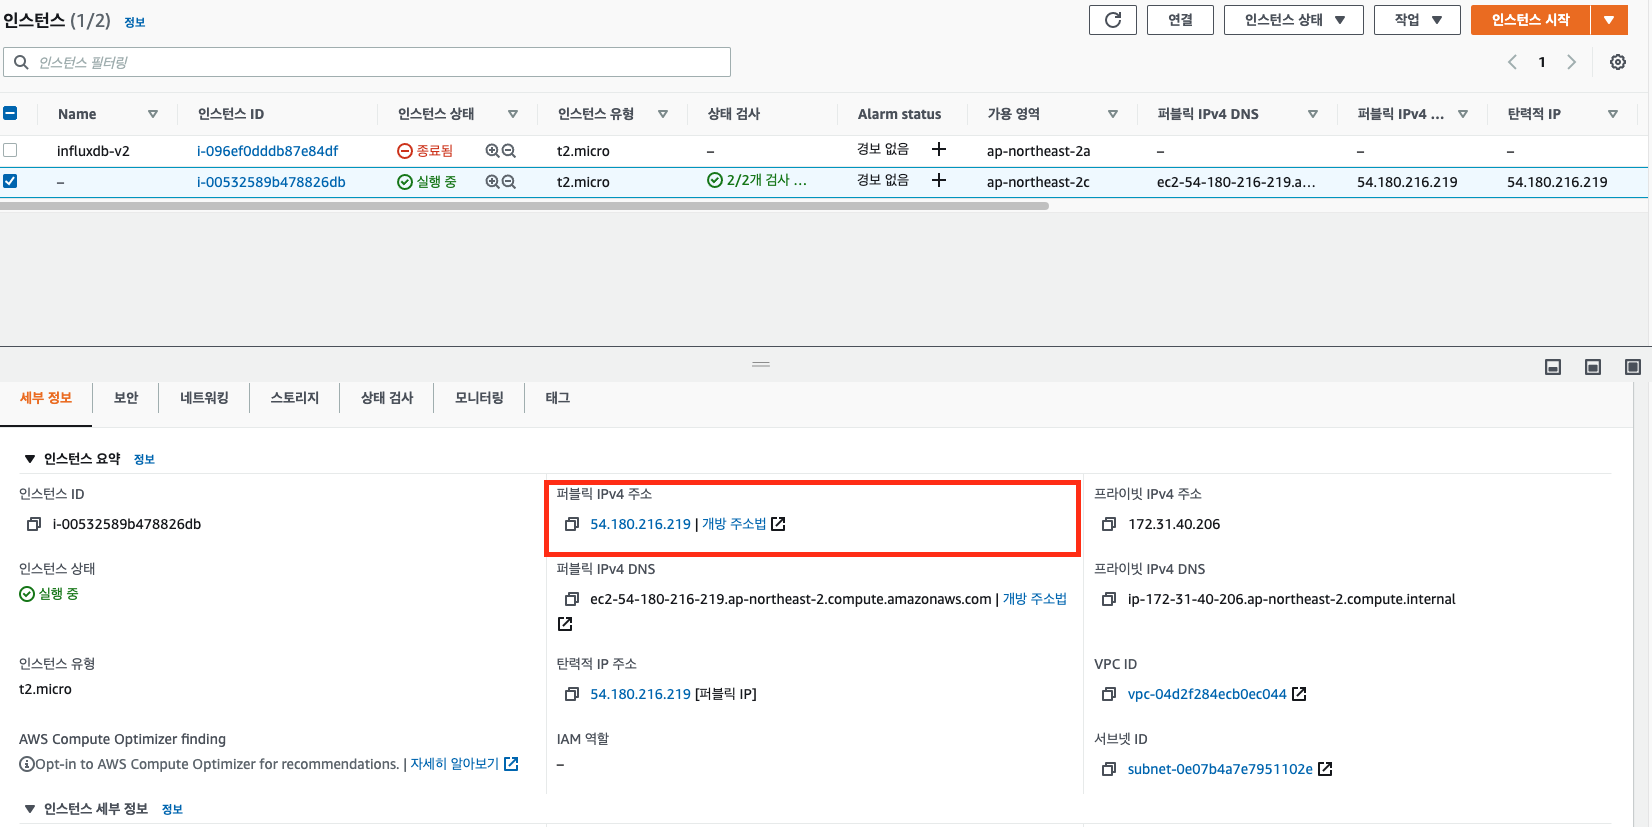 인스턴스 (1/2) 정보 연결 인스턴스 상태 작업 인스턴스 시작
인스턴스 필터링 1
Name 인스턴스 ID 인스턴스 상태 인스턴스 유형 상태 검사 Alarm status 가용 영역 퍼블릭 IPv4 DNS 퍼블릭 IPv4 ... 탄력적 IP
influxdb-v2 i-096ef0dddb87e84df 종료됨 t2.micro – 경보 없음 + ap-northeast-2a – – –
– i-00532589b478826db 실행 중 t2.micro 2/2개 검사 ... 경보 없음 + ap-northeast-2c ec2-54-180-216-219.a... 54.180.216.219 54.180.216.219
세부 정보 보안 네트워킹 스토리지 상태 검사 모니터링 태그
인스턴스 요약 정보
인스턴스 ID
i-00532589b478826db
퍼블릭 IPv4 주소
54.180.216.219 | 개방 주소법
프라이빗 IPv4 주소
172.31.40.206
인스턴스 상태
실행 중
퍼블릭 IPv4 DNS
ec2-54-180-216-219.ap-northeast-2.compute.amazonaws.com | 개방 주소법
프라이빗 IPv4 DNS
ip-172-31-40-206.ap-northeast-2.compute.internal
인스턴스 유형
t2.micro
탄력적 IP 주소
54.180.216.219 [퍼블릭 IP]
VPC ID
vpc-04d2f284ecb0ec044
AWS Compute Optimizer finding
Opt-in to AWS Compute Optimizer for recommendations. | 자세히 알아보기
IAM 역할
–
서브넷 ID
subnet-0e07b4a7e7951102e
인스턴스 세부 정보 정보